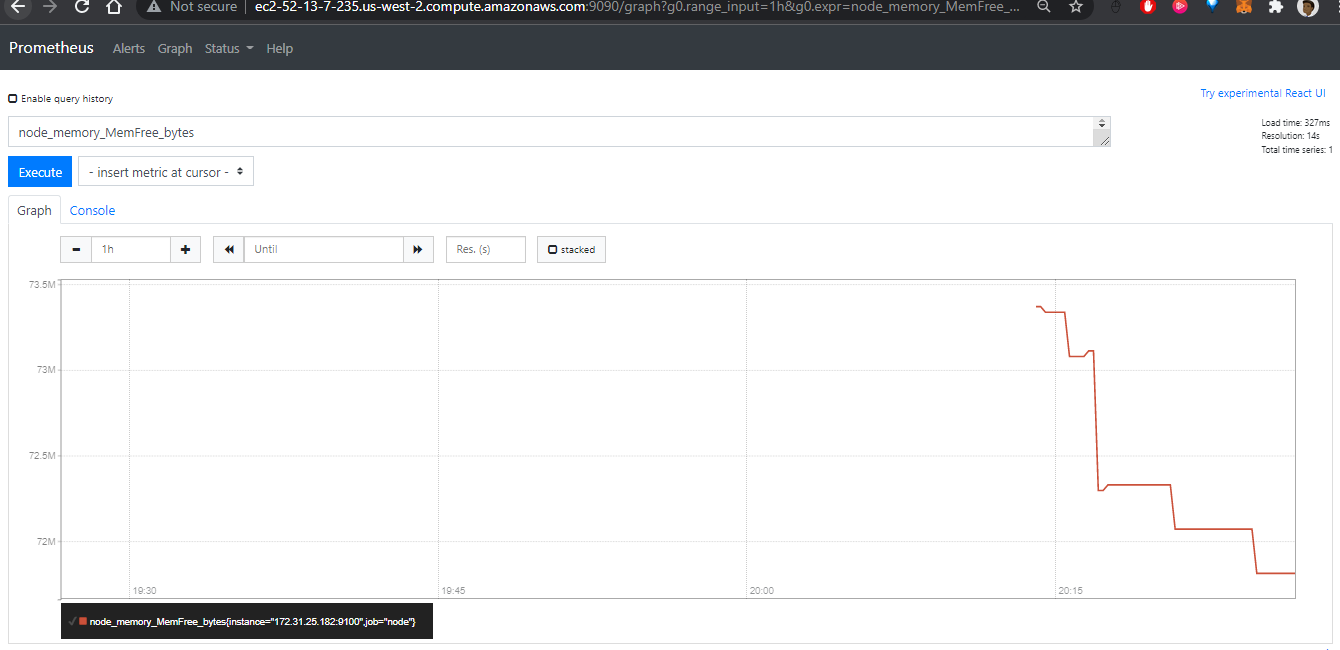 Not secure ec2-52-13-7-235.us-west-2.compute.amazonaws.com:9090/graph?g0.range_input=1h&g0.expr=node_memory_MemFree_...
Prometheus Alerts Graph Status Help
Enable query history
Try experimental React UI
node_memory_MemFree_bytes
Load time: 327ms
Resolution: 14s
Total time series: 1
Execute - insert metric at cursor -
Graph Console
1h Until Res. (s) stacked
73.5M
73M
72.5M
72M
19:30 19:45 20:00 20:15
node_memory_MemFree_bytes{instance="172.31.25.182:9100",job="node"}